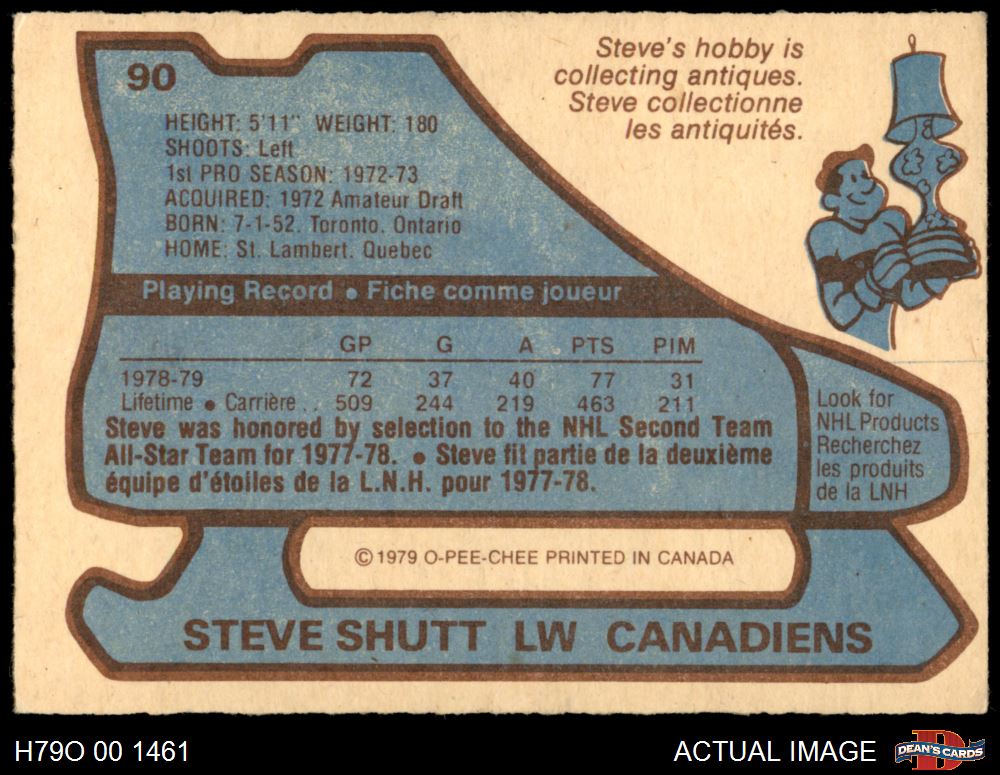 90
Steve's hobby is
collecting antiques.
Steve collectionne
les antiquités.
HEIGHT: 5'11" WEIGHT: 180
SHOOTS: Left
1st PRO SEASON: 1972-73
ACQUIRED: 1972 Amateur Draft
BORN: 7-1-52, Toronto, Ontario
HOME: St. Lambert, Quebec
Playing Record • Fiche comme joueur
GP G A PTS PIM
1978-79 72 37 40 77 31
Lifetime • Carrière . . 509 244 219 463 211
Steve was honored by selection to the NHL Second Team
All-Star Team for 1977-78. • Steve fit partie de la deuxième
équipe d'étoiles de la L.N.H. pour 1977-78.
Look for
NHL Products
Recherchez
les produits
de la LNH
© 1979 O-PEE-CHEE PRINTED IN CANADA
STEVE SHUTT LW CANADIENS
H79O 00 1461
ACTUAL IMAGE
D
DEAN'S CARDS